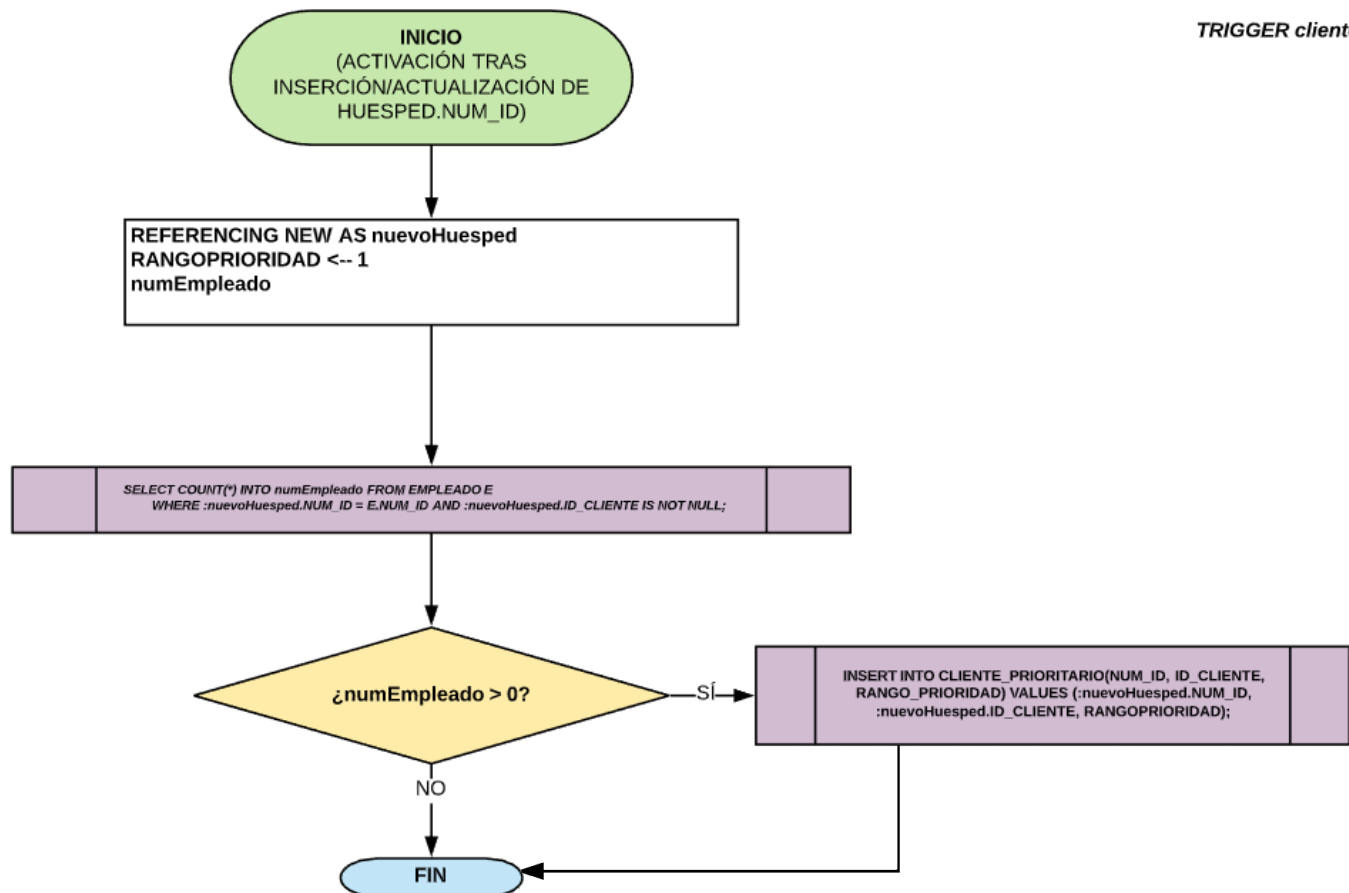 TRIGGER client
INICIO
(ACTIVACIÓN TRAS
INSERCIÓN/ACTUALIZACIÓN DE
HUESPED.NUM_ID)
REFERENCING NEW AS nuevoHuesped
RANGOPRIORIDAD <-- 1
numEmpleado
SELECT COUNT(*) INTO numEmpleado FROM EMPLEADO E
WHERE :nuevoHuesped.NUM_ID = E.NUM_ID AND :nuevoHuesped.ID_CLIENTE IS NOT NULL;
¿numEmpleado > 0?
SÍ
INSERT INTO CLIENTE_PRIORITARIO(NUM_ID, ID_CLIENTE,
RANGO_PRIORIDAD) VALUES (:nuevoHuesped.NUM_ID,
:nuevoHuesped.ID_CLIENTE, RANGOPRIORIDAD);
NO
FIN